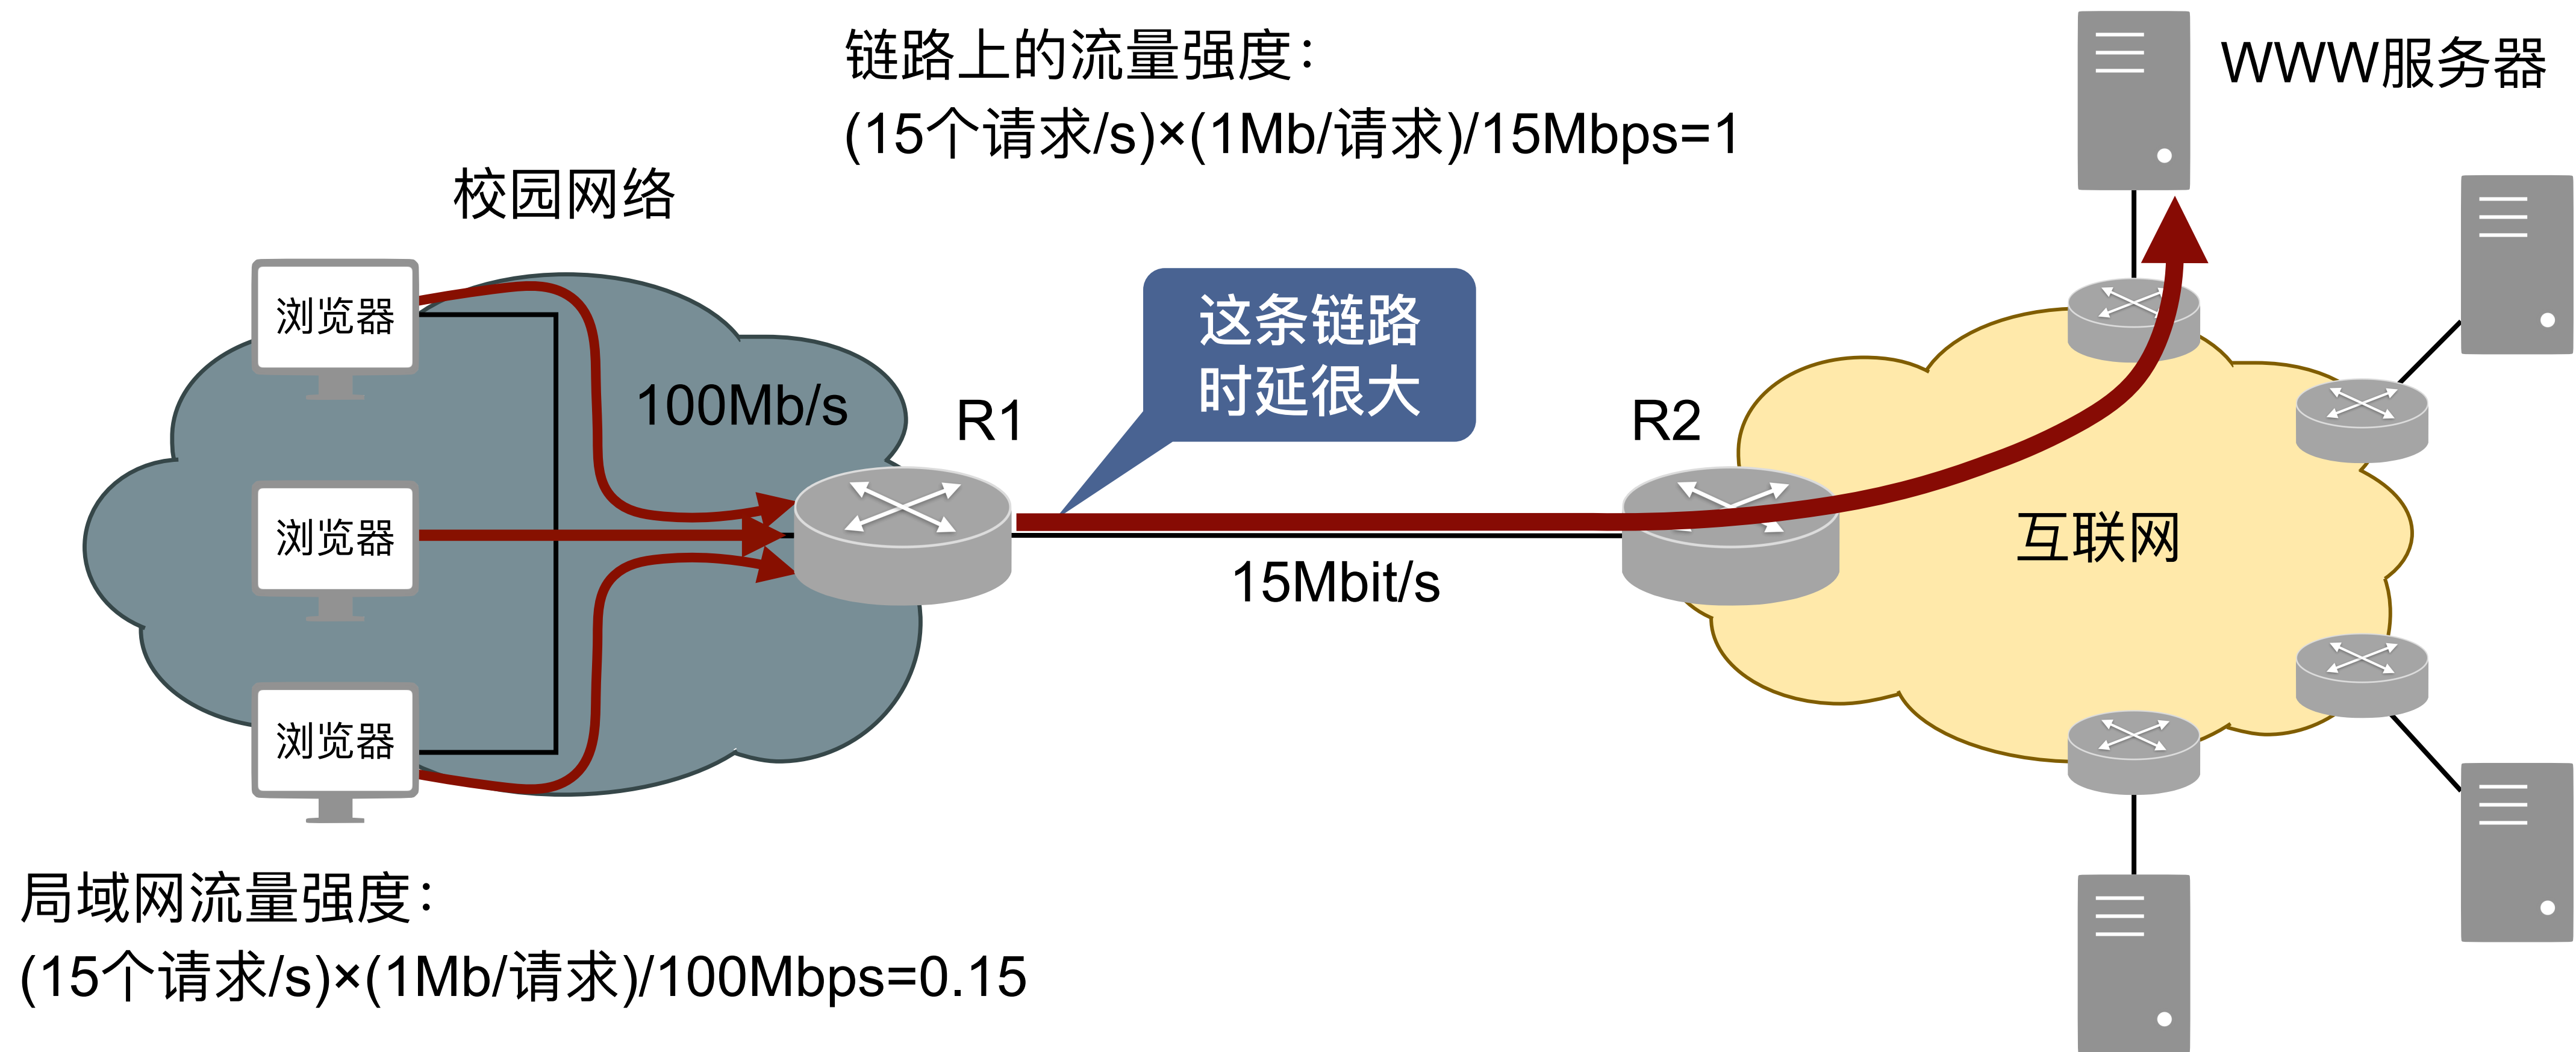 链路上的流量强度：
(15个请求/s)×(1Mb/请求)/15Mbps=1
WWW服务器
校园网络
浏览器
100Mb/s
R1
这条链路
时延很大
R2
浏览器
15Mbit/s
互联网
浏览器
局域网流量强度：
(15个请求/s)×(1Mb/请求)/100Mbps=0.15